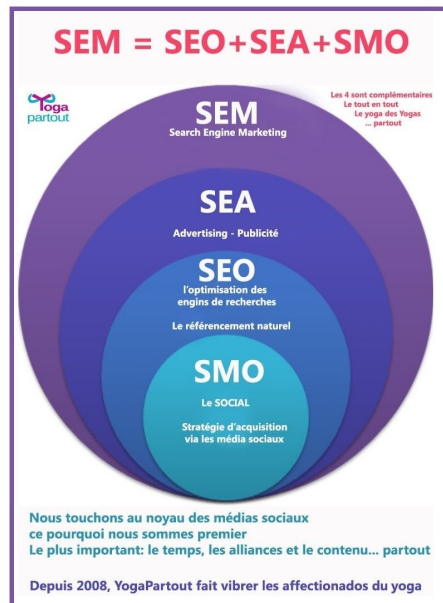 SEM = SEO+SEA+SMO
Yoga
partout
Les 4 sont complémentaires
Le tout en tout
Le yoga des Yogas
... partout
SEM
Search Engine Marketing
SEA
Advertising - Publicité
SEO
l'optimisation des
engins de recherches
Le référencement naturel
SMO
Le SOCIAL
Stratégie d'acquisition
via les média sociaux
Nous touchons au noyau des médias sociaux
ce pourquoi nous sommes premier
Le plus important: le temps, les alliances et le contenu... partout
Depuis 2008, YogaPartout fait vibrer les affectionados du yoga